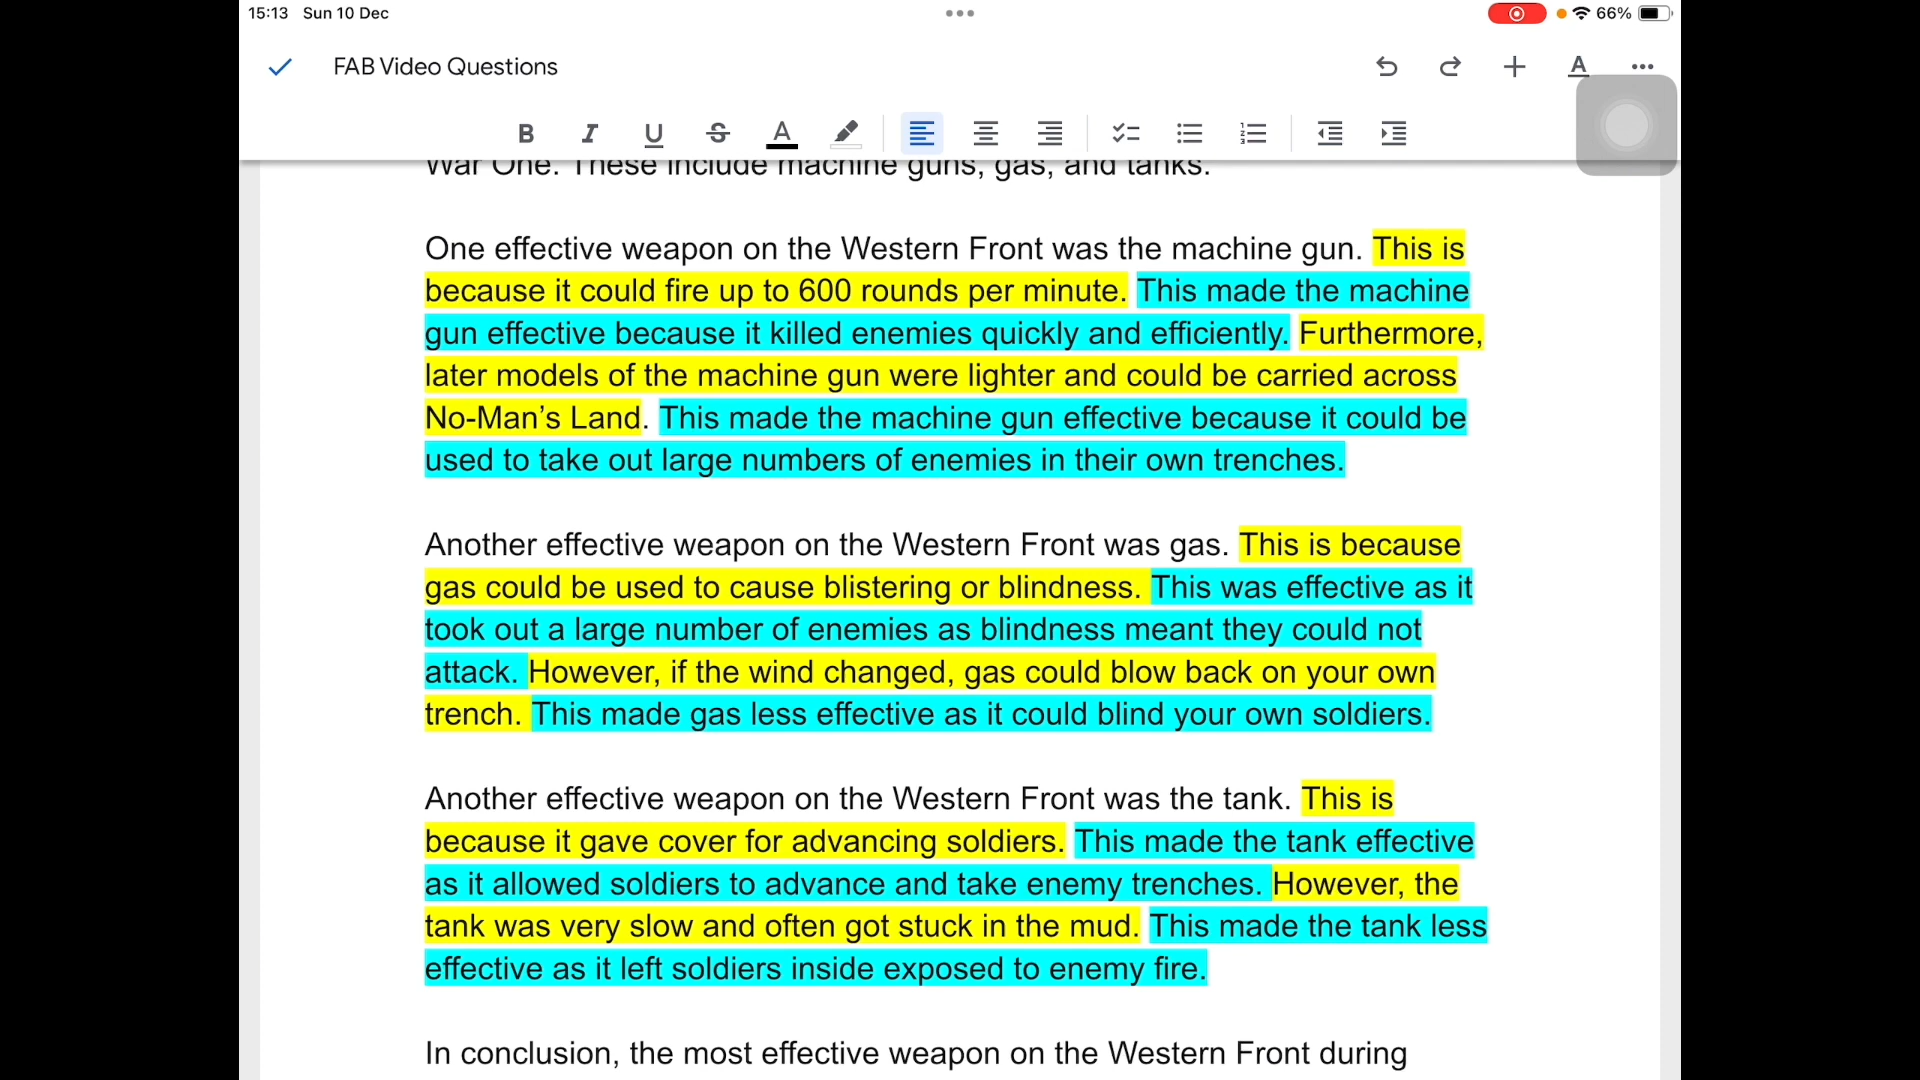 15:13 Sun 10 Dec
66%
FAB Video Questions
War One. These include machine guns, gas, and tanks.
One effective weapon on the Western Front was the machine gun. This is
because it could fire up to 600 rounds per minute. This made the machine
gun effective because it killed enemies quickly and efficiently. Furthermore,
later models of the machine gun were lighter and could be carried across
No-Man’s Land. This made the machine gun effective because it could be
used to take out large numbers of enemies in their own trenches.
Another effective weapon on the Western Front was gas. This is because
gas could be used to cause blistering or blindness. This was effective as it
took out a large number of enemies as blindness meant they could not
attack. However, if the wind changed, gas could blow back on your own
trench. This made gas less effective as it could blind your own soldiers.
Another effective weapon on the Western Front was the tank. This is
because it gave cover for advancing soldiers. This made the tank effective
as it allowed soldiers to advance and take enemy trenches. However, the
tank was very slow and often got stuck in the mud. This made the tank less
effective as it left soldiers inside exposed to enemy fire.
In conclusion, the most effective weapon on the Western Front during